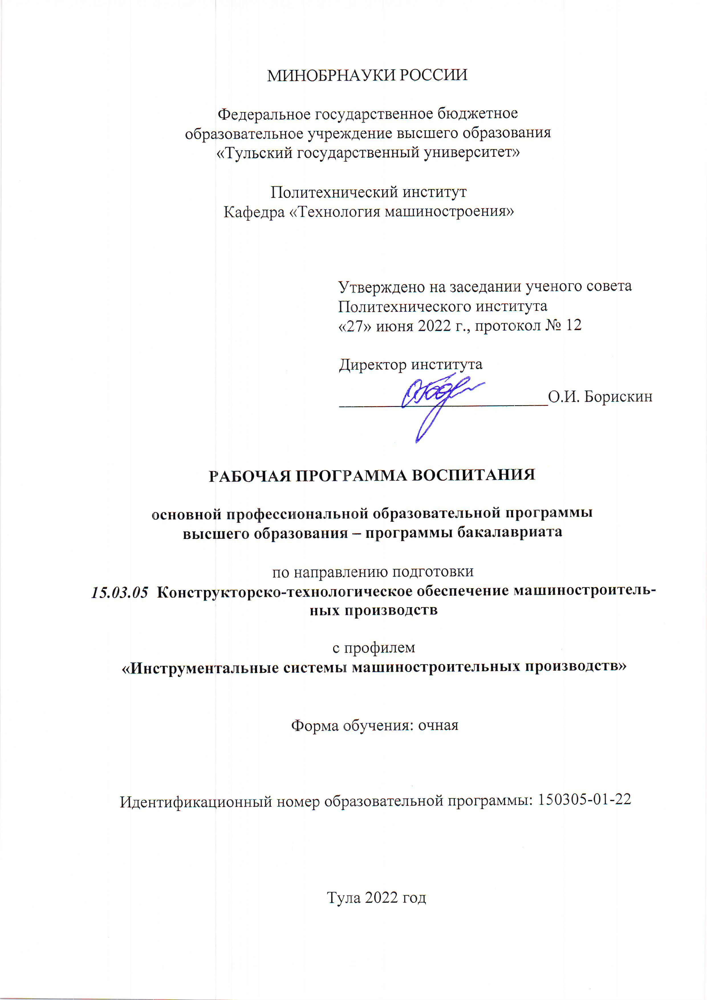 МИНОБРНАУКИ РОССИИ
Федеральное государственное бюджетное
образовательное учреждение высшего образования
«Тульский государственный университет»
Политехнический институт
Кафедра «Технология машиностроения»
Утверждено на заседании ученого совета
Политехнического института
«27» июня 2022 г., протокол № 12
Директор института
О.И. Борискин
РАБОЧАЯ ПРОГРАММА ВОСПИТАНИЯ
основной профессиональной образовательной программы
высшего образования – программы бакалавриата
по направлению подготовки
15.03.05 Конструкторско-технологическое обеспечение машиностроитель-
ных производств
с профилем
«Инструментальные системы машиностроительных производств»
Форма обучения: очная
Идентификационный номер образовательной программы: 150305-01-22
Тула 2022 год